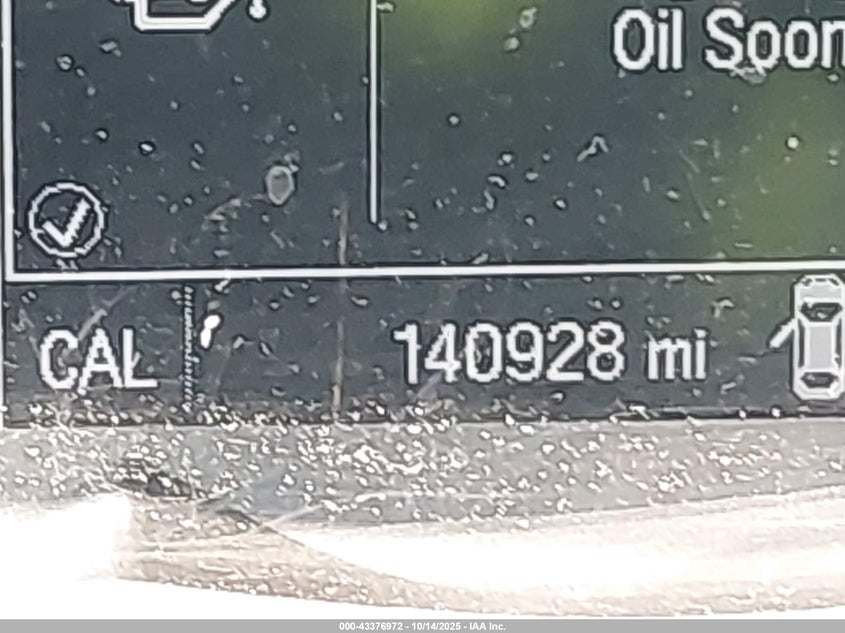 Oil Soon
CAL
140928 mi
000-43376972 - 10/14/2025 - IAA Inc.